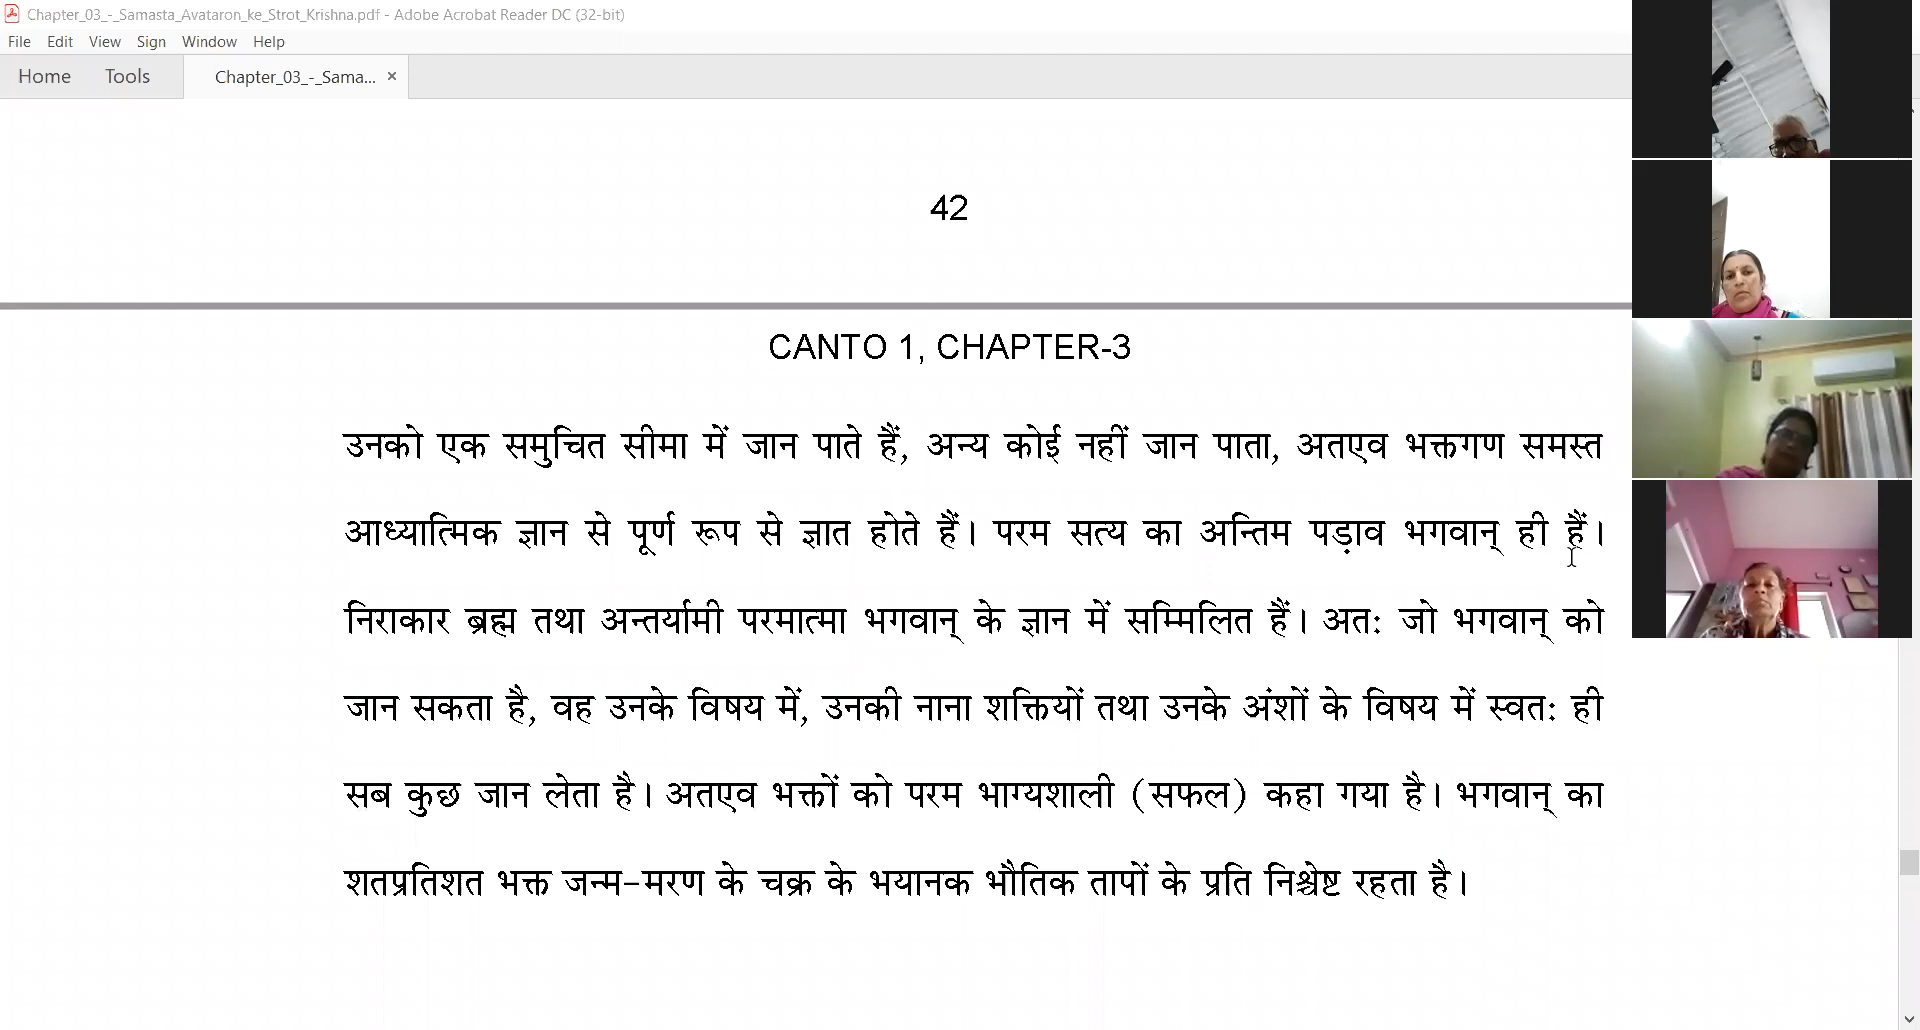 Chapter_03_-_Samasta_Avataron_ke_Strot_Krishna.pdf - Adobe Acrobat Reader DC (32-bit)
File Edit View Sign Window Help
Home Tools Chapter_03_-_Sama... ×
42
CANTO 1, CHAPTER-3
उनको एक समुचित सीमा में जान पाते हैं, अन्य कोई नहीं जान पाता, अतएव भक्तगण समस्त
आध्यात्मिक ज्ञान से पूर्ण रूप से ज्ञात होते हैं। परम सत्य का अन्तिम पड़ाव भगवान् ही हैं।
निराकार ब्रह्म तथा अन्तर्यामी परमात्मा भगवान् के ज्ञान में सम्मिलित हैं। अतः जो भगवान् को
जान सकता है, वह उनके विषय में, उनकी नाना शक्तियों तथा उनके अंशों के विषय में स्वतः ही
सब कुछ जान लेता है। अतएव भक्तों को परम भाग्यशाली (सफल) कहा गया है। भगवान् का
शतप्रतिशत भक्त जन्म-मरण के चक्र के भयानक भौतिक तापों के प्रति निश्चेष्ट रहता है।